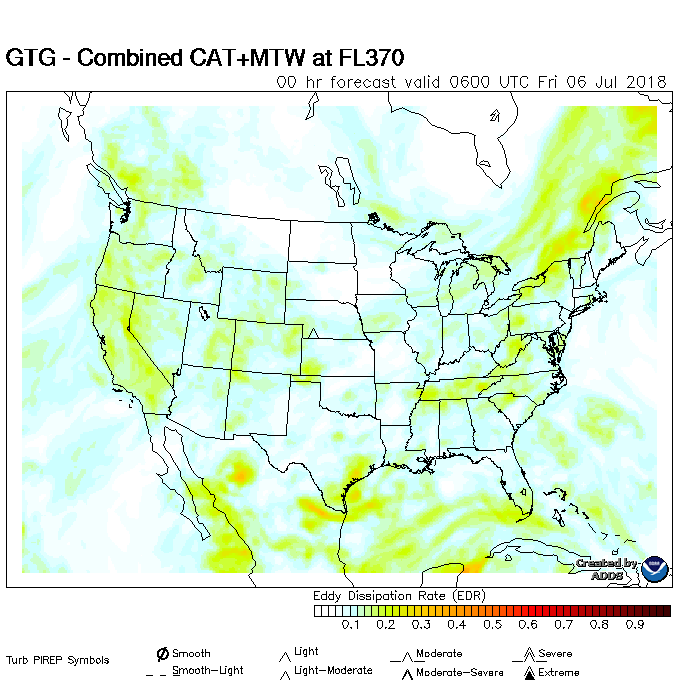 GTG - Combined CAT+MTW at FL370
00 hr forecast valid 0600 UTC Fri 06 Jul 2018
Created by
ADDS
Eddy Dissipation Rate (EDR)
0.1 0.2 0.3 0.4 0.5 0.6 0.7 0.8 0.9
Turb PIREP Symbols
Smooth
Light
Moderate
Severe
Smooth-Light
Light-Moderate
Moderate-Severe
Extreme